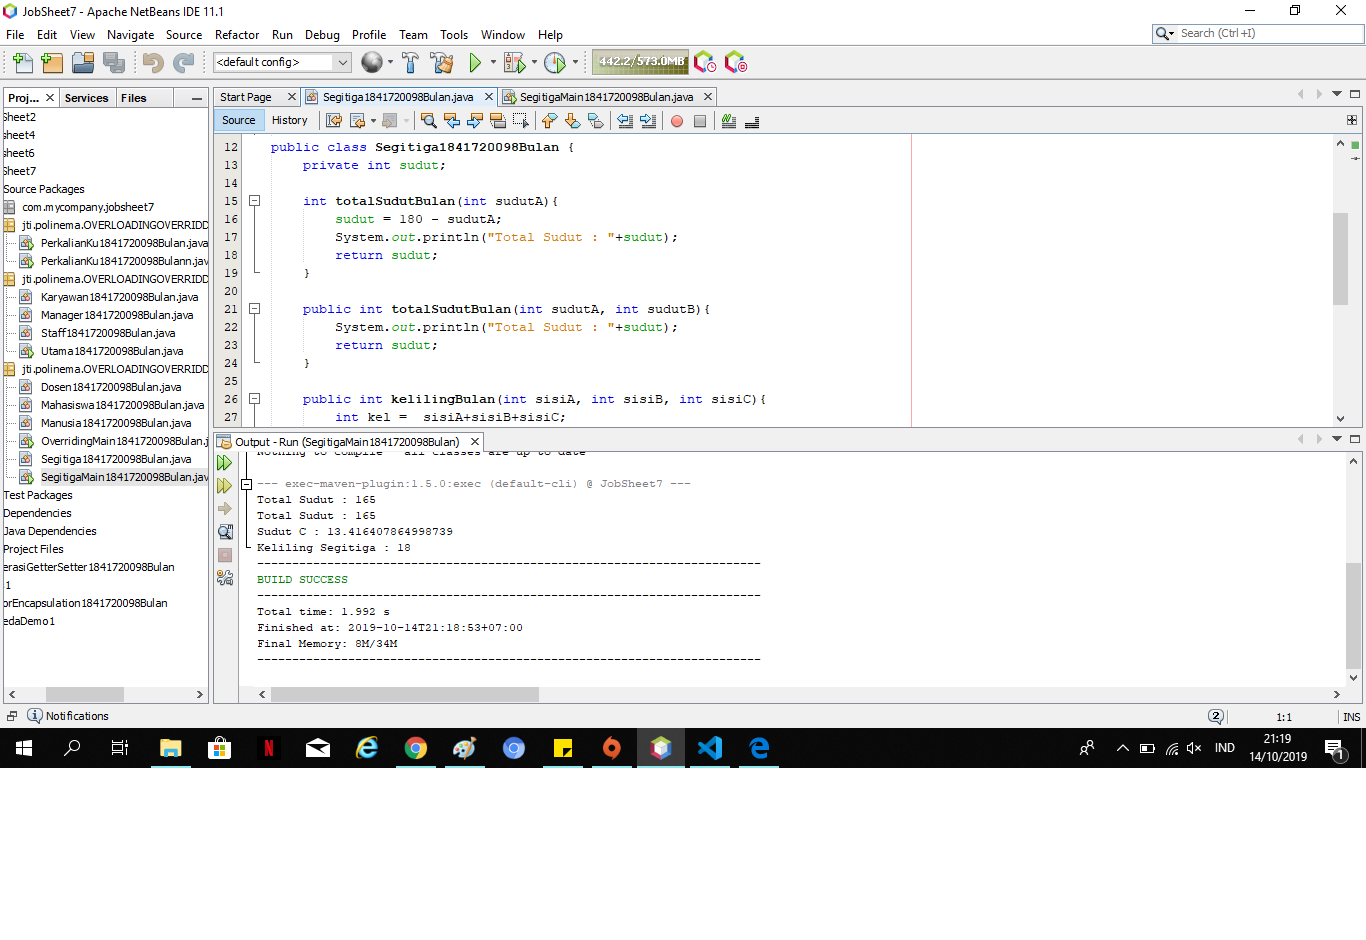 JobSheet7 - Apache NetBeans IDE 11.1
File Edit View Navigate Source Refactor Run Debug Profile Team Tools Window Help
Search (Ctrl+I)
<default config>
442.2/573.0MB
Proj... Services Files
Start Page Segitiga1841720098Bulan.java SegitigaMain1841720098Bulan.java
Source History
Sheet2
sheet4
sheet6
Sheet7
Source Packages
com.mycompany.jobsheet7
jti.polinema.OVERLOADINGOVERRIDD
PerkalianKu1841720098Bulan.java
PerkalianKu1841720098Bulann.java
jti.polinema.OVERLOADINGOVERRIDD
Karyawan1841720098Bulan.java
Manager1841720098Bulan.java
Staff1841720098Bulan.java
Utama1841720098Bulan.java
jti.polinema.OVERLOADINGOVERRIDD
Dosen1841720098Bulan.java
Mahasiswa1841720098Bulan.java
Manusia1841720098Bulan.java
OverridingMain1841720098Bulan.j
Segitiga1841720098Bulan.java
SegitigaMain1841720098Bulan.jav
Test Packages
Dependencies
Java Dependencies
Project Files
erasiGetterSetter1841720098Bulan
1
orEncapsulation1841720098Bulan
edaDemo1
12 public class Segitiga1841720098Bulan {
13 private int sudut;
14
15 int totalSudutBulan(int sudutA){
16 sudut = 180 - sudutA;
17 System.out.println("Total Sudut : "+sudut);
18 return sudut;
19 }
20
21 public int totalSudutBulan(int sudutA, int sudutB){
22 System.out.println("Total Sudut : "+sudut);
23 return sudut;
24 }
25
26 public int kelilingBulan(int sisiA, int sisiB, int sisiC){
27 int kel = sisiA+sisiB+sisiC;
Output - Run (SegitigaMain1841720098Bulan)
Nothing to compile - all classes are up to date
--- exec-maven-plugin:1.5.0:exec (default-cli) @ JobSheet7 ---
Total Sudut : 165
Total Sudut : 165
Sudut C : 13.416407864998739
Keliling Segitiga : 18
------------------------------------------------------------------------
BUILD SUCCESS
------------------------------------------------------------------------
Total time: 1.992 s
Finished at: 2019-10-14T21:18:53+07:00
Final Memory: 8M/34M
------------------------------------------------------------------------
Notifications
2
1:1
INS
IND
21:19
14/10/2019
1